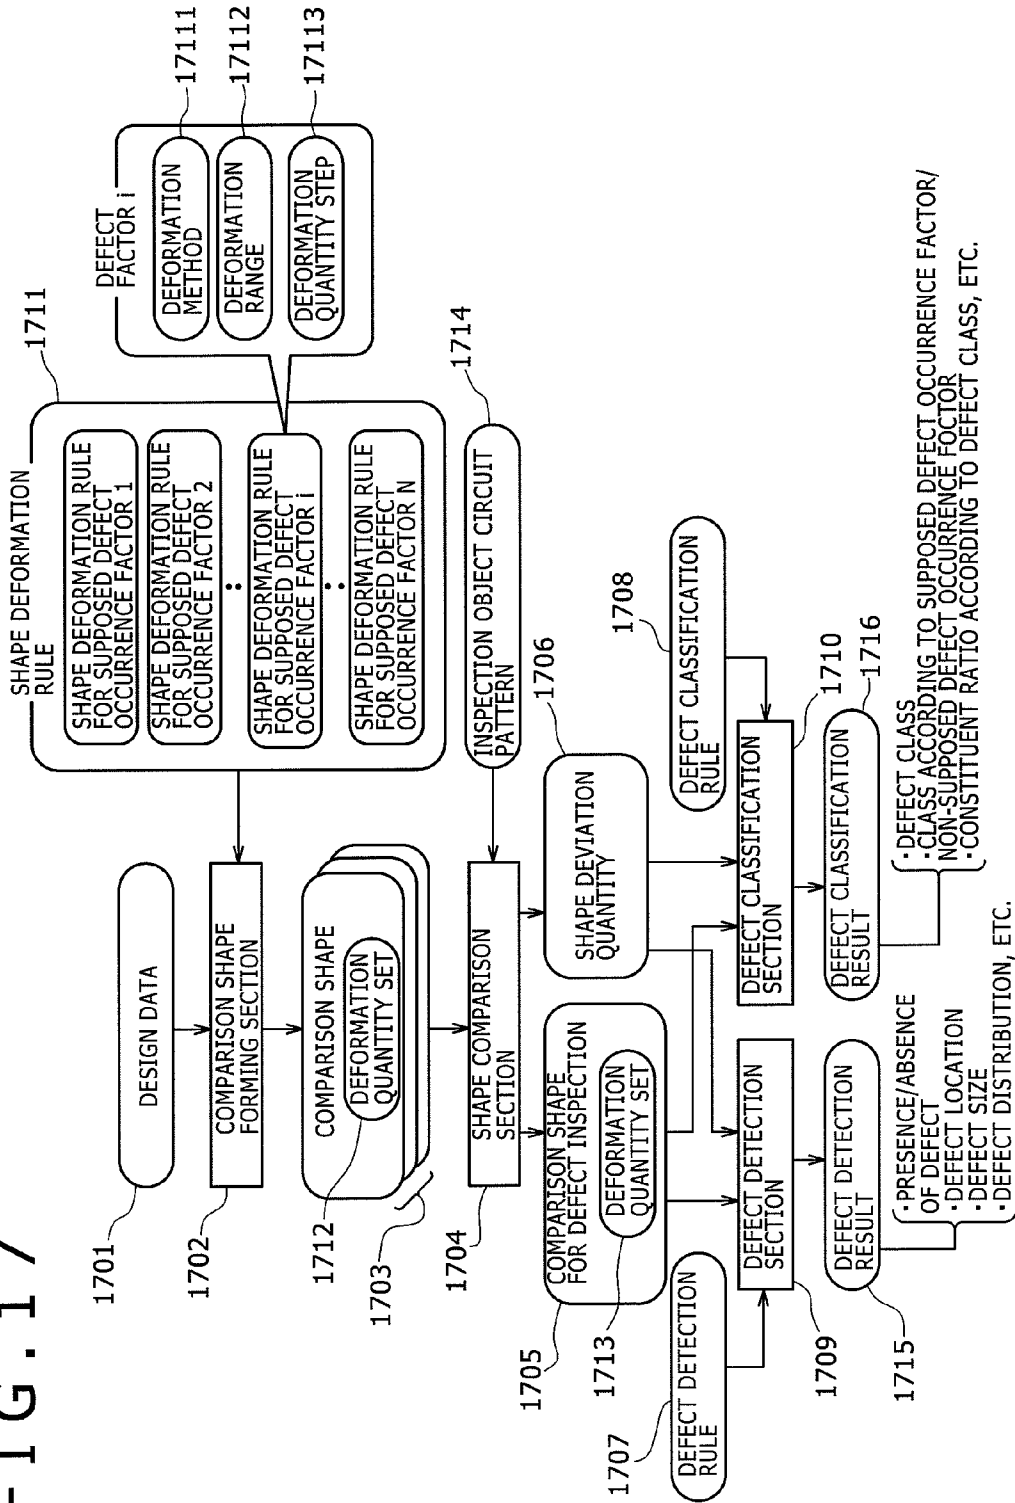 FIG.17
SHAPE DEFORMATION
RULE
1711
SHAPE DEFORMATION RULE
FOR SUPPOSED DEFECT
OCCURRENCE FACTOR 1
SHAPE DEFORMATION RULE
FOR SUPPOSED DEFECT
OCCURRENCE FACTOR 2
SHAPE DEFORMATION RULE
FOR SUPPOSED DEFECT
OCCURRENCE FACTOR i
SHAPE DEFORMATION RULE
FOR SUPPOSED DEFECT
OCCURRENCE FACTOR N
DEFECT
FACTOR i
DEFORMATION
METHOD
17111
DEFORMATION
RANGE
17112
DEFORMATION
QUANTITY STEP
17113
1701
DESIGN DATA
1702
COMPARISON SHAPE
FORMING SECTION
1712
COMPARISON SHAPE
DEFORMATION
QUANTITY SET
1703
1704
SHAPE COMPARISON
SECTION
INSPECTION OBJECT CIRCUIT
PATTERN
1714
1705
COMPARISON SHAPE
FOR DEFECT INSPECTION
1713
DEFORMATION
QUANTITY SET
SHAPE DEVIATION
QUANTITY
1706
1707
DEFECT DETECTION
RULE
DEFECT CLASSIFICATION
RULE
1708
1709
DEFECT DETECTION
SECTION
DEFECT CLASSIFICATION
SECTION
1710
1715
DEFECT DETECTION
RESULT
DEFECT CLASSIFICATION
RESULT
1716
・PRESENCE/ABSENCE
OF DEFECT
・DEFECT LOCATION
・DEFECT SIZE
・DEFECT DISTRIBUTION, ETC.
・DEFECT CLASS
・CLASS ACCORDING TO SUPPOSED DEFECT OCCURRENCE FACTOR/
NON-SUPPOSED DEFECT OCCURRENCE FOCTOR
・CONSTITUENT RATIO ACCORDING TO DEFECT CLASS, ETC.